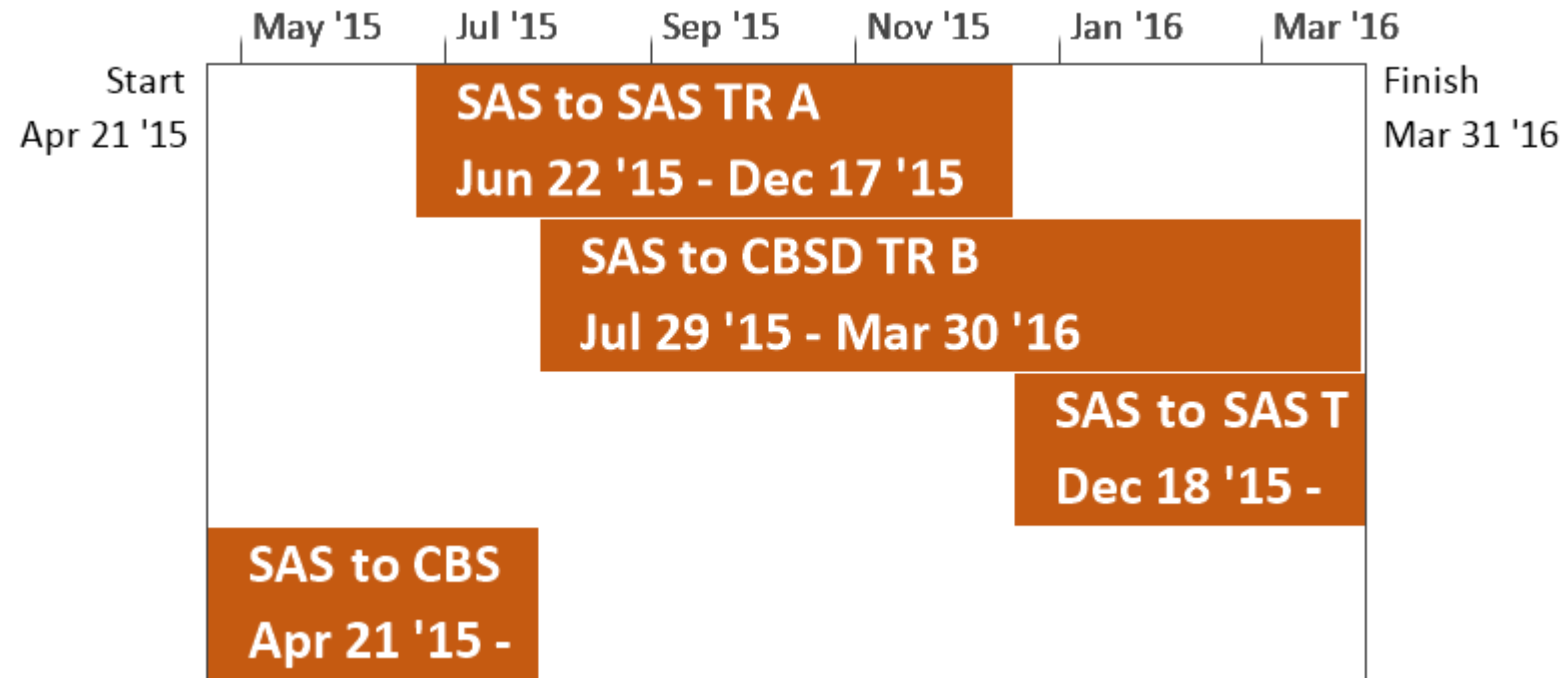 May '15 Jul '15 Sep '15 Nov '15 Jan '16 Mar '16
Start
Apr 21 '15
Finish
Mar 31 '16
SAS to SAS TR A
Jun 22 '15 - Dec 17 '15
SAS to CBSD TR B
Jul 29 '15 - Mar 30 '16
SAS to SAS T
Dec 18 '15 -
SAS to CBS
Apr 21 '15 -